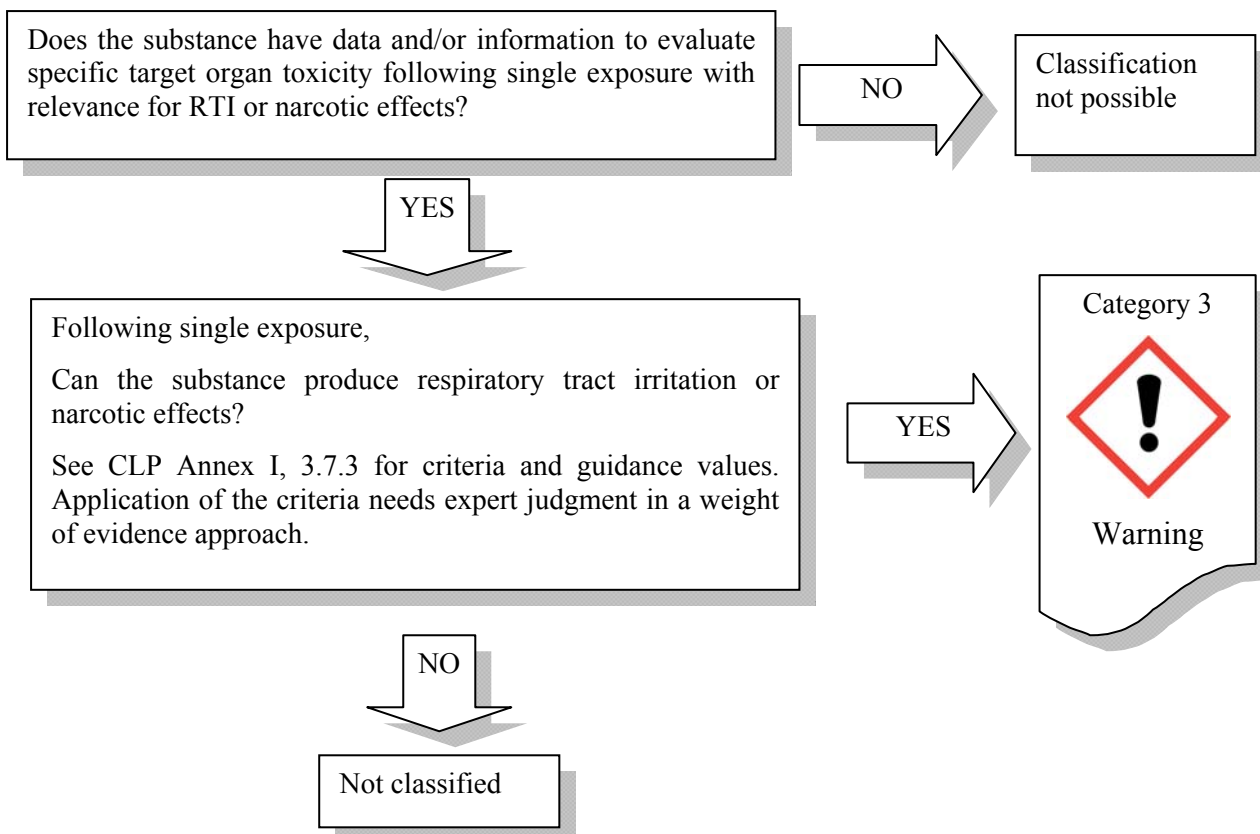 Does the substance have data and/or information to evaluate
specific target organ toxicity following single exposure with
relevance for RTI or narcotic effects?
NO
Classification
not possible
YES
Following single exposure,
Can the substance produce respiratory tract irritation or
narcotic effects?
See CLP Annex I, 3.7.3 for criteria and guidance values.
Application of the criteria needs expert judgment in a weight
of evidence approach.
YES
Category 3
Warning
NO
Not classified